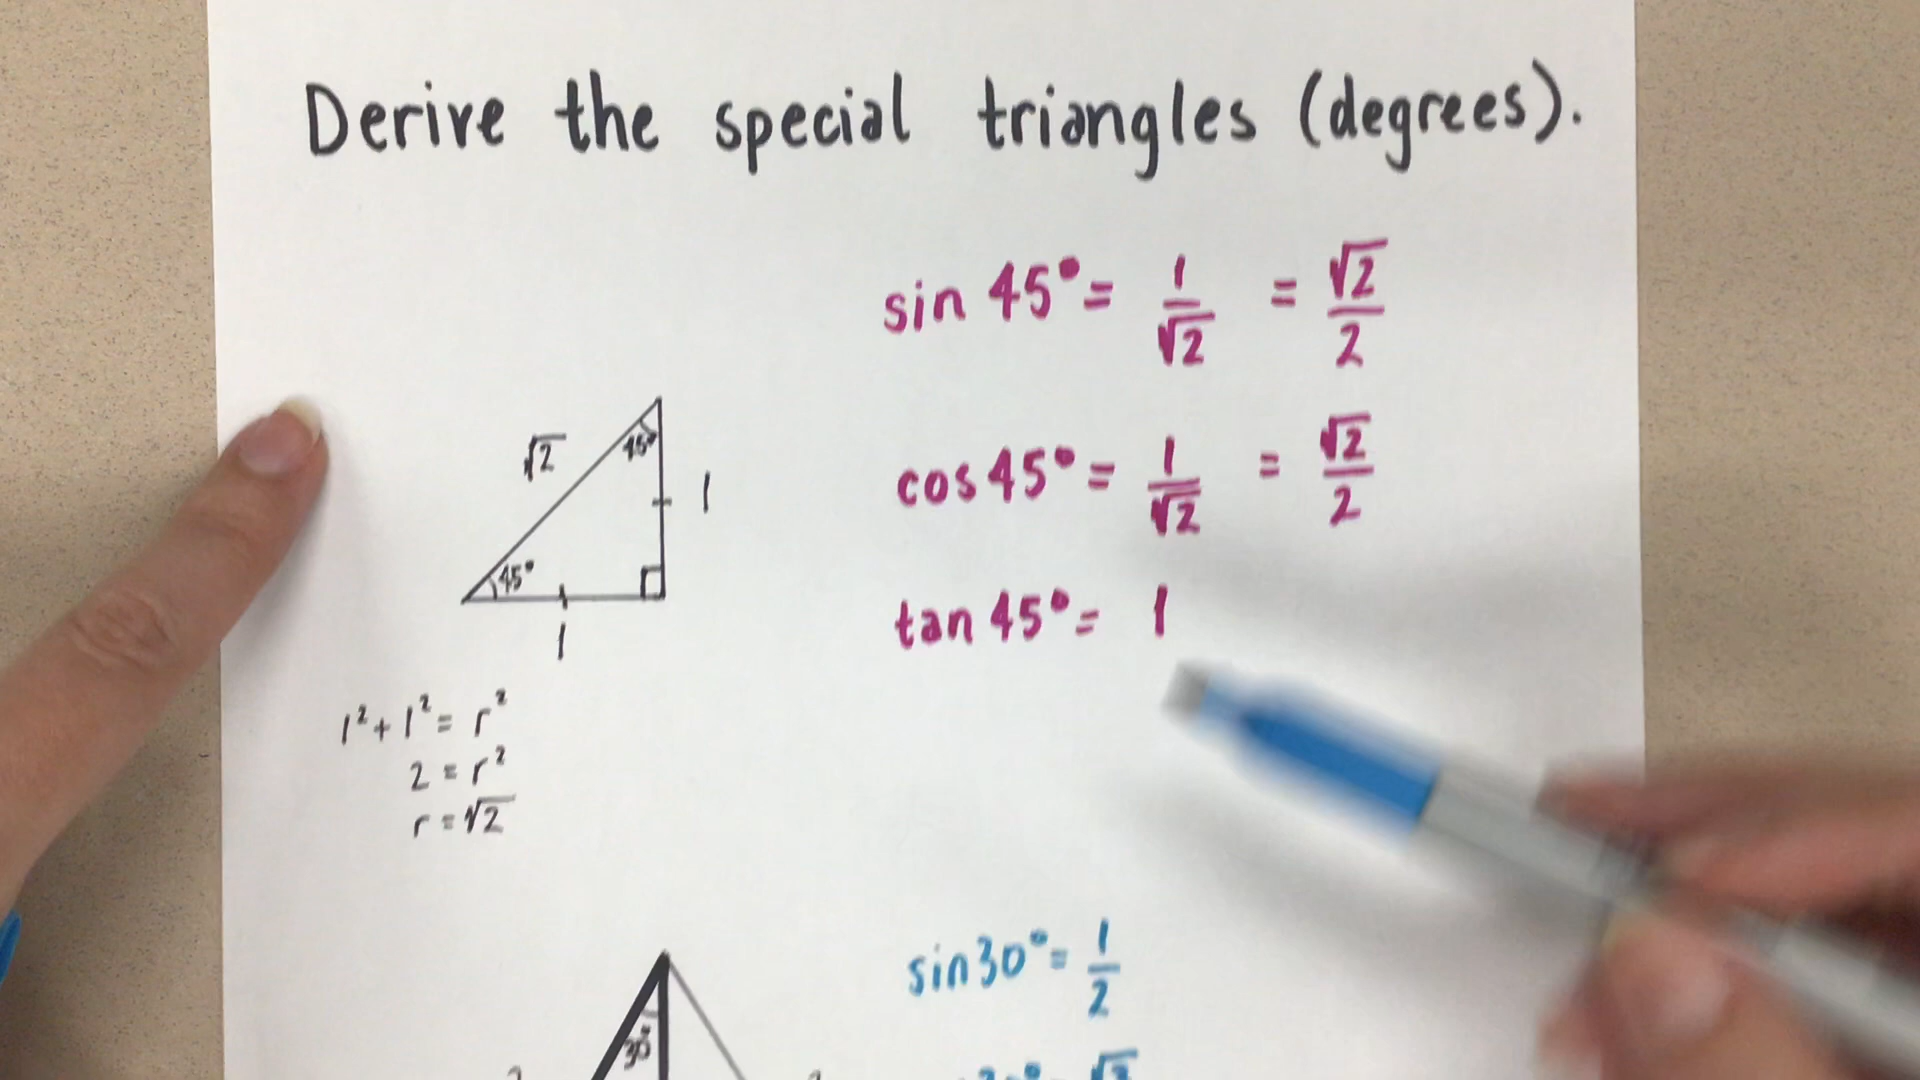 Derive the special triangles (degrees).
sin 45° = 1/√2 = √2/2
√2
45°
1
cos 45° = 1/√2 = √2/2
45°
1
tan 45° = 1
1² + 1² = r²
2 = r²
r = √2
sin 30° = 1/2
30°